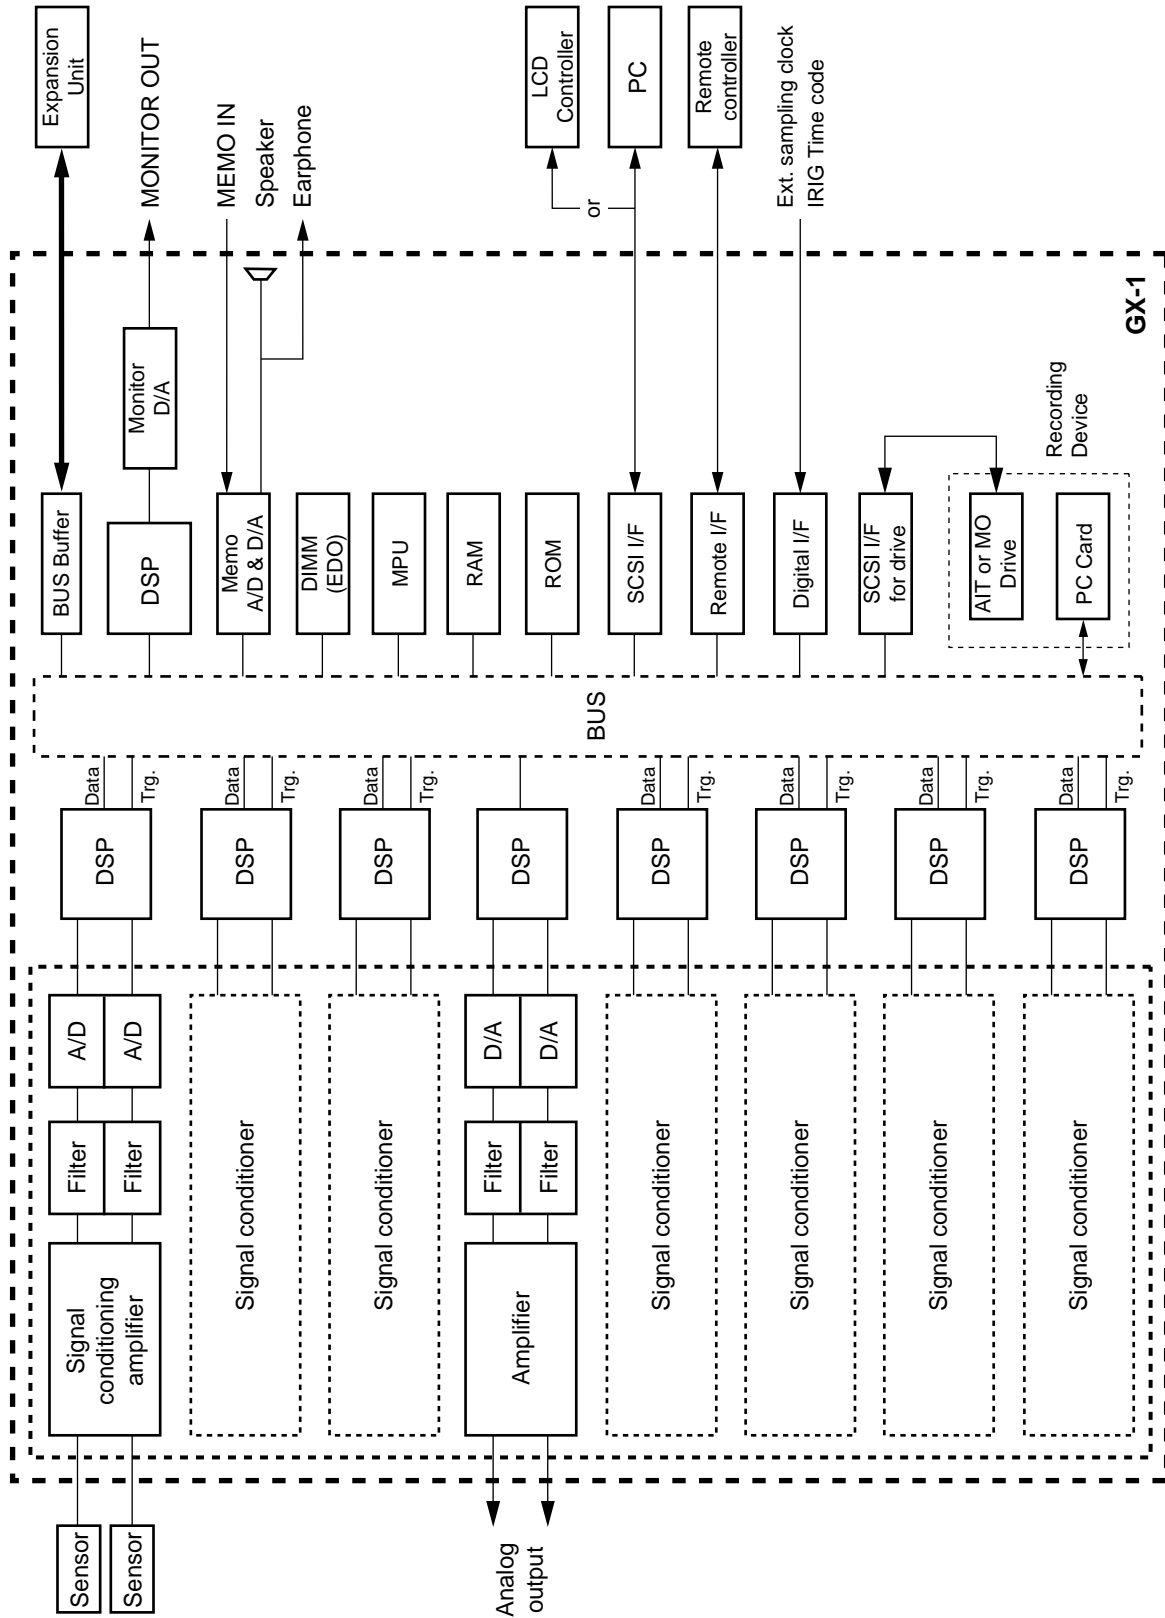 Sensor
Sensor
Signal
conditioning
amplifier
Filter
Filter
A/D
A/D
DSP
Data
Trg.
Signal conditioner
DSP
Data
Trg.
Signal conditioner
DSP
Data
Trg.
Analog
output
Amplifier
Filter
Filter
D/A
D/A
DSP
Signal conditioner
DSP
Data
Trg.
Signal conditioner
DSP
Data
Trg.
Signal conditioner
DSP
Data
Trg.
Signal conditioner
DSP
Data
Trg.
BUS
BUS Buffer
Expansion
Unit
DSP
Monitor
D/A
MONITOR OUT
Memo
A/D & D/A
MEMO IN
Speaker
Earphone
DIMM
(EDO)
MPU
RAM
ROM
SCSI I/F
or
LCD
Controller
PC
Remote I/F
Remote
controller
Digital I/F
Ext. sampling clock
IRIG Time code
SCSI I/F
for drive
AIT or MO
Drive
PC Card
Recording
Device
GX-1